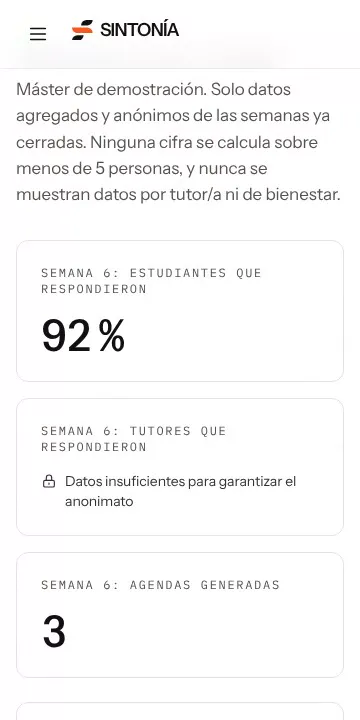 SINTONÍA
Máster de demostración. Solo datos
agregados y anónimos de las semanas ya
cerradas. Ninguna cifra se calcula sobre
menos de 5 personas, y nunca se
muestran datos por tutor/a ni de bienestar.
SEMANA 6: ESTUDIANTES QUE
RESPONDIERON
92 %
SEMANA 6: TUTORES QUE
RESPONDIERON
Datos insuficientes para garantizar el
anonimato
SEMANA 6: AGENDAS GENERADAS
3